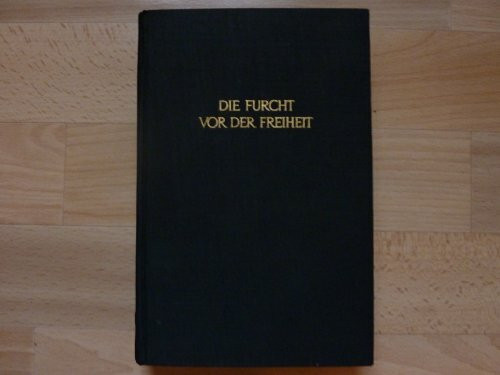 DIE FURCHT
VOR DER FREIHEIT